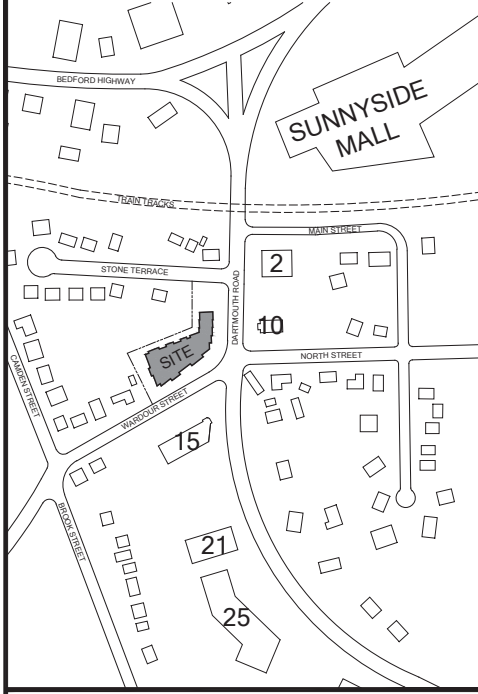 BEDFORD HIGHWAY
SUNNYSIDE
MALL
TRAIN TRACKS
MAIN STREET
STONE TERRACE
2
DARTMOUTH ROAD
10
SITE
NORTH STREET
CAMDEN STREET
WARDOUR STREET
15
BROOK STREET
21
25